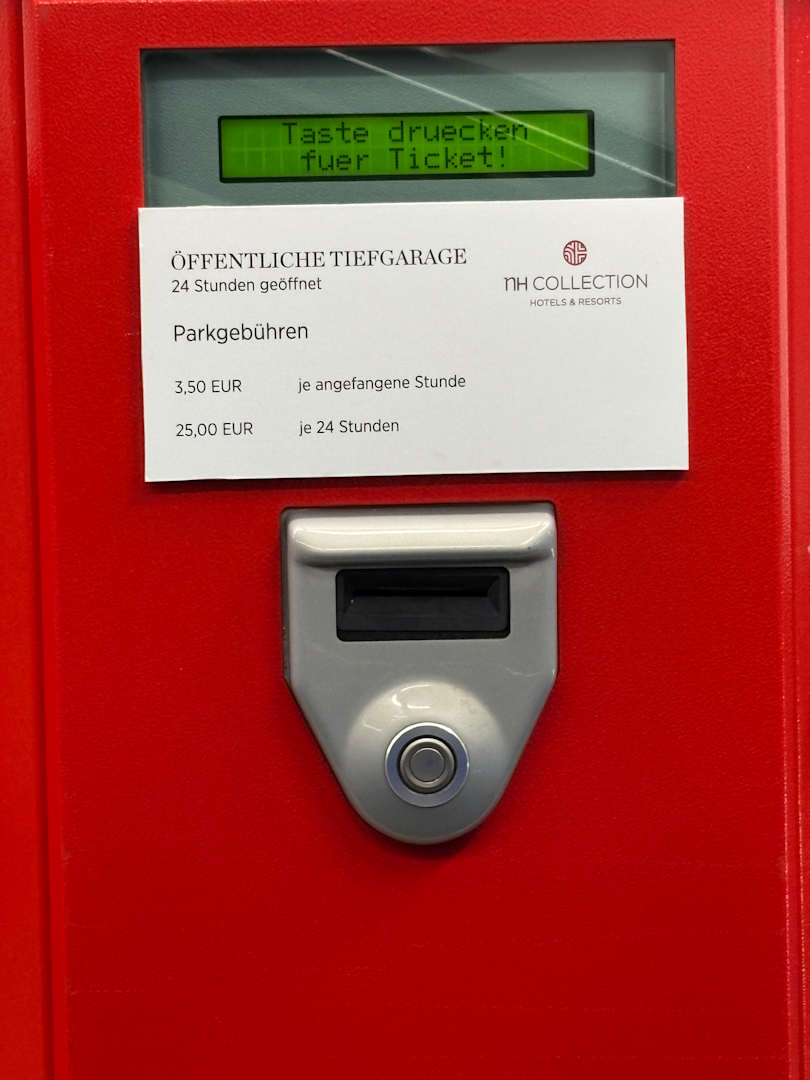 Taste druecken
fuer Ticket!
ÖFFENTLICHE TIEFGARAGE
24 Stunden geöffnet
nH COLLECTION
HOTELS & RESORTS
Parkgebühren
3,50 EUR je angefangene Stunde
25,00 EUR je 24 Stunden